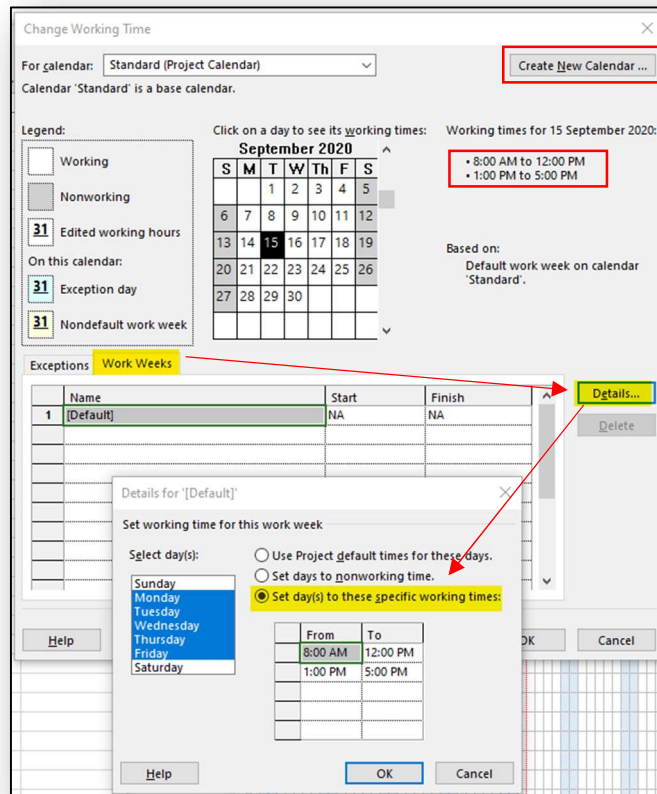 Change Working Time
For calendar: Standard (Project Calendar)
Create New Calendar ...
Calendar 'Standard' is a base calendar.
Legend:
Working
Nonworking
31 Edited working hours
On this calendar:
31 Exception day
31 Nondefault work week
Click on a day to see its working times:
September 2020
S M T W Th F S
1 2 3 4 5
6 7 8 9 10 11 12
13 14 15 16 17 18 19
20 21 22 23 24 25 26
27 28 29 30
Working times for 15 September 2020:
• 8:00 AM to 12:00 PM
• 1:00 PM to 5:00 PM
Based on:
Default work week on calendar
'Standard'.
Exceptions Work Weeks
Name Start Finish
1 [Default] NA NA
Details...
Delete
Help
OK
Cancel
Details for '[Default]'
Set working time for this work week
Select day(s):
Sunday
Monday
Tuesday
Wednesday
Thursday
Friday
Saturday
Use Project default times for these days.
Set days to nonworking time.
Set day(s) to these specific working times:
From To
8:00 AM 12:00 PM
1:00 PM 5:00 PM
Help
OK
Cancel